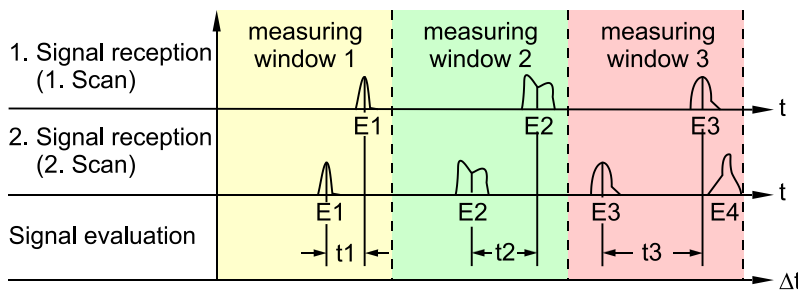 measuring window 1
measuring window 2
measuring window 3
1. Signal reception
(1. Scan)
t
E1
E2
E3
2. Signal reception
(2. Scan)
t
E1
E2
E3
E4
Signal evaluation
t1
t2
t3
Δt